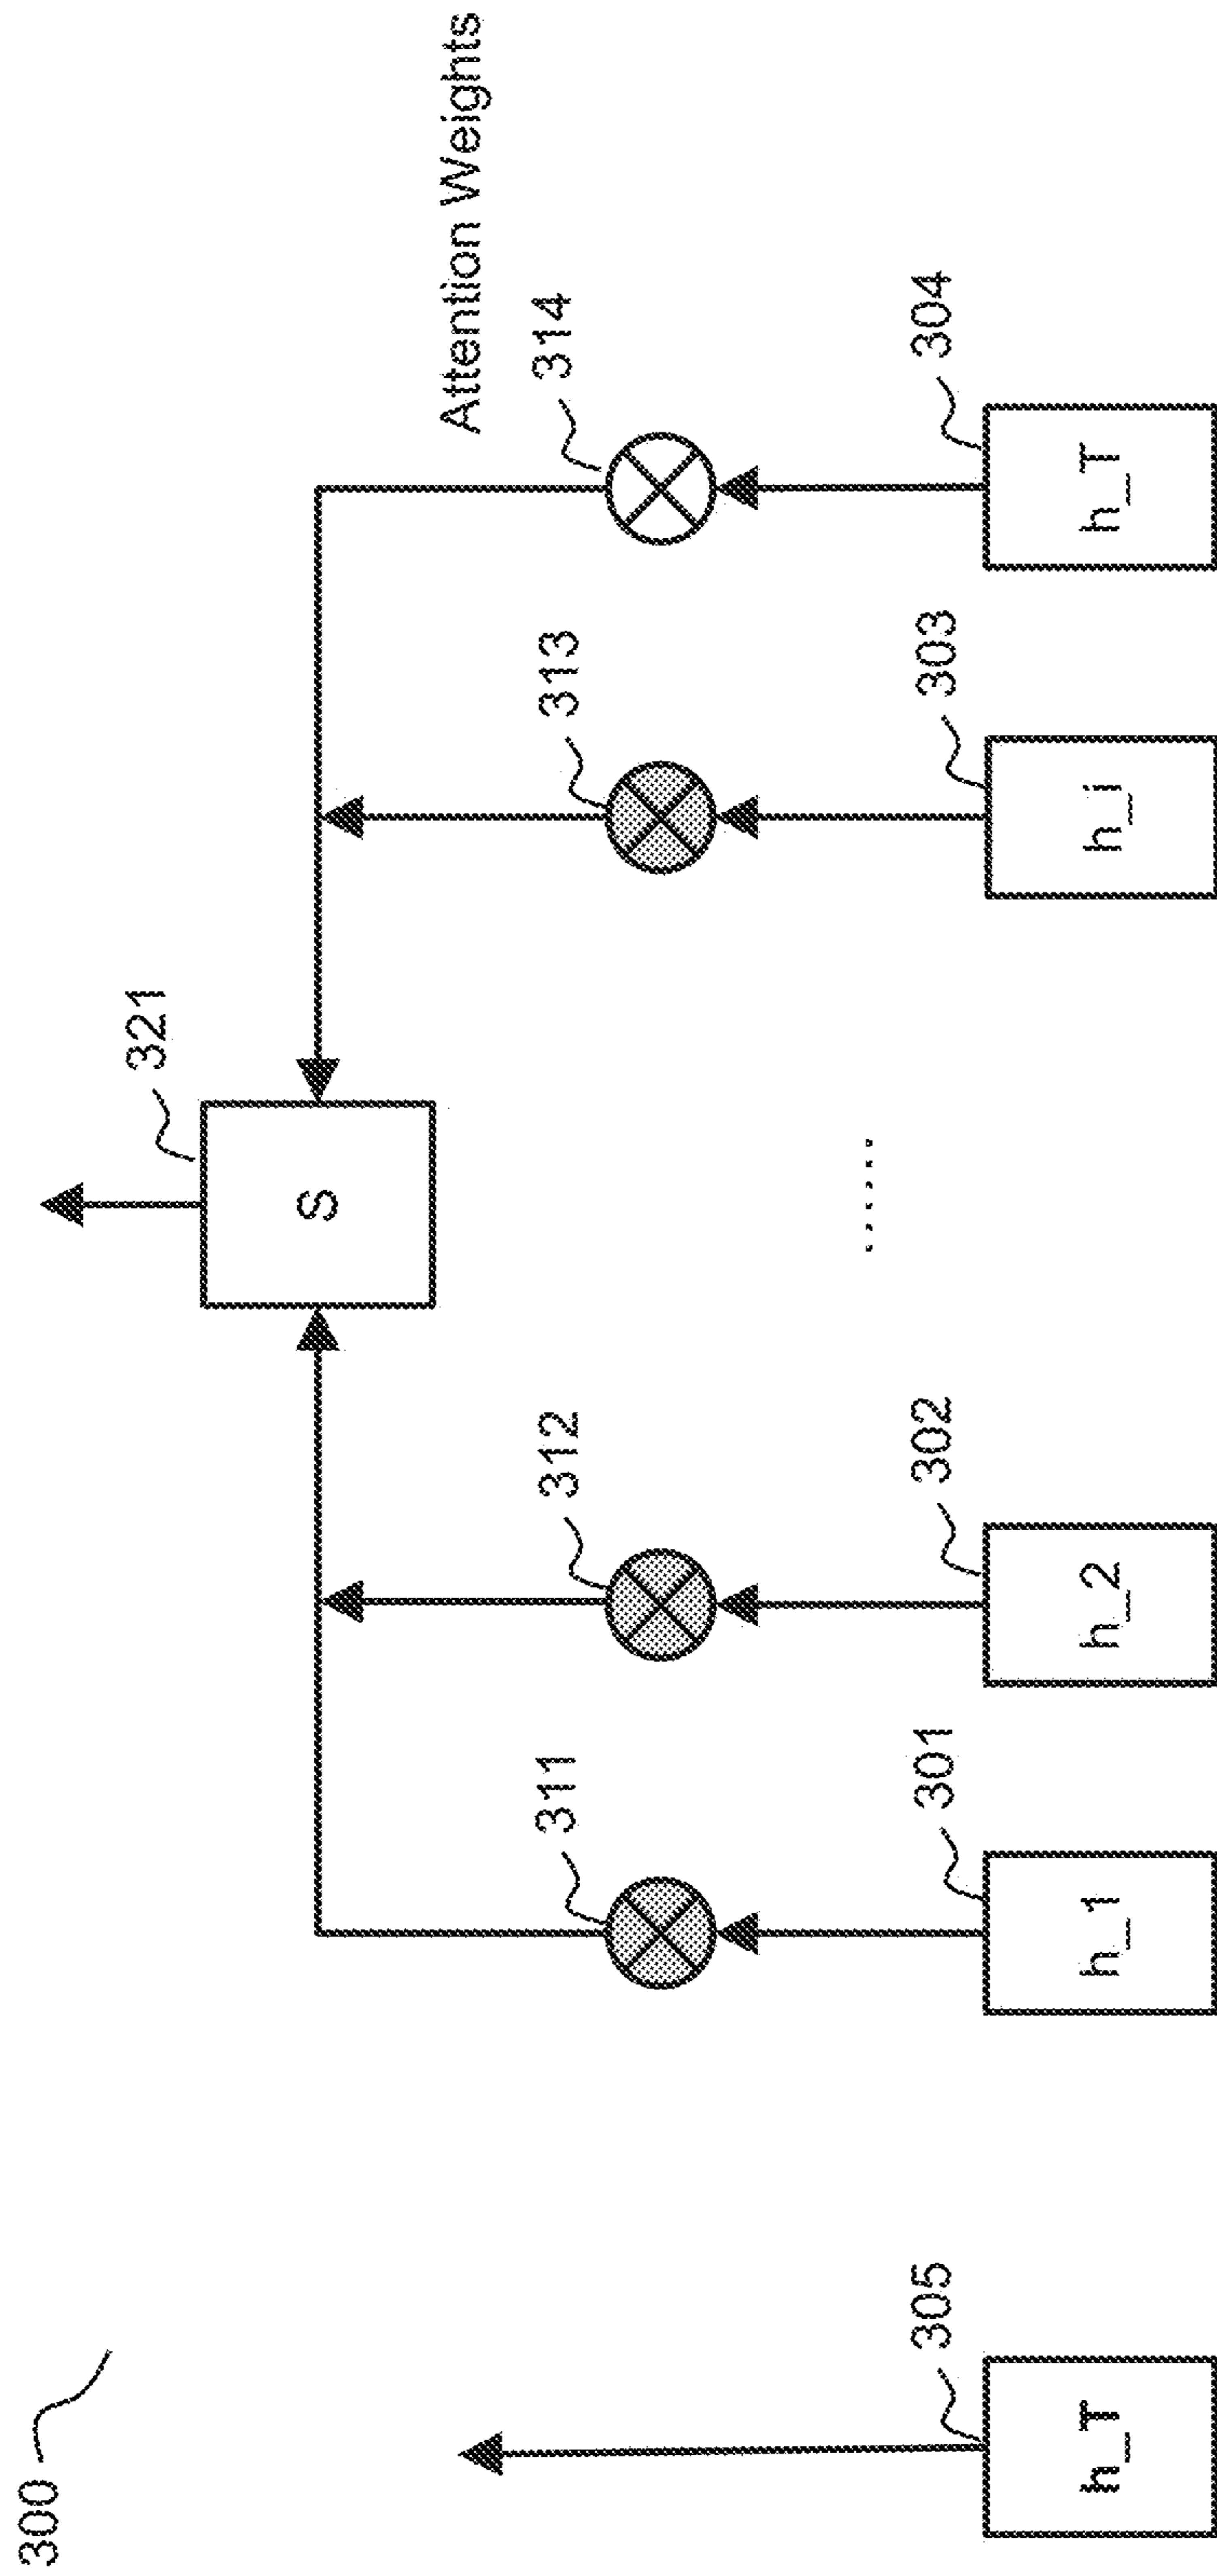 300
321
S
Attention Weights
311
312
313
314
......
305
301
302
303
304
h_T
h_1
h_2
h_i
h_T